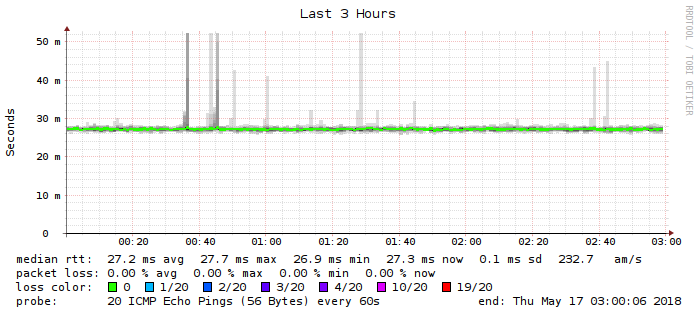 Last 3 Hours
RRDTOOL / TOBI OETIKER
Seconds
50 m
40 m
30 m
20 m
10 m
0
00:20 00:40 01:00 01:20 01:40 02:00 02:20 02:40 03:00
median rtt: 27.2 ms avg 27.7 ms max 26.9 ms min 27.3 ms now 0.1 ms sd 232.7 am/s
packet loss: 0.00 % avg 0.00 % max 0.00 % min 0.00 % now
loss color: 0 1/20 2/20 3/20 4/20 10/20 19/20
probe: 20 ICMP Echo Pings (56 Bytes) every 60s end: Thu May 17 03:00:06 2018